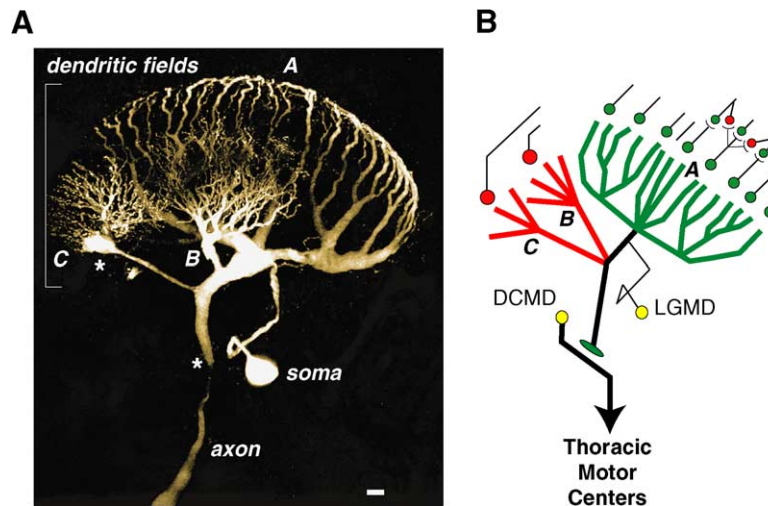 A
dendritic fields
A
C
B
*
*
soma
axon
B
A
B
C
DCMD
LGMD
Thoracic
Motor
Centers